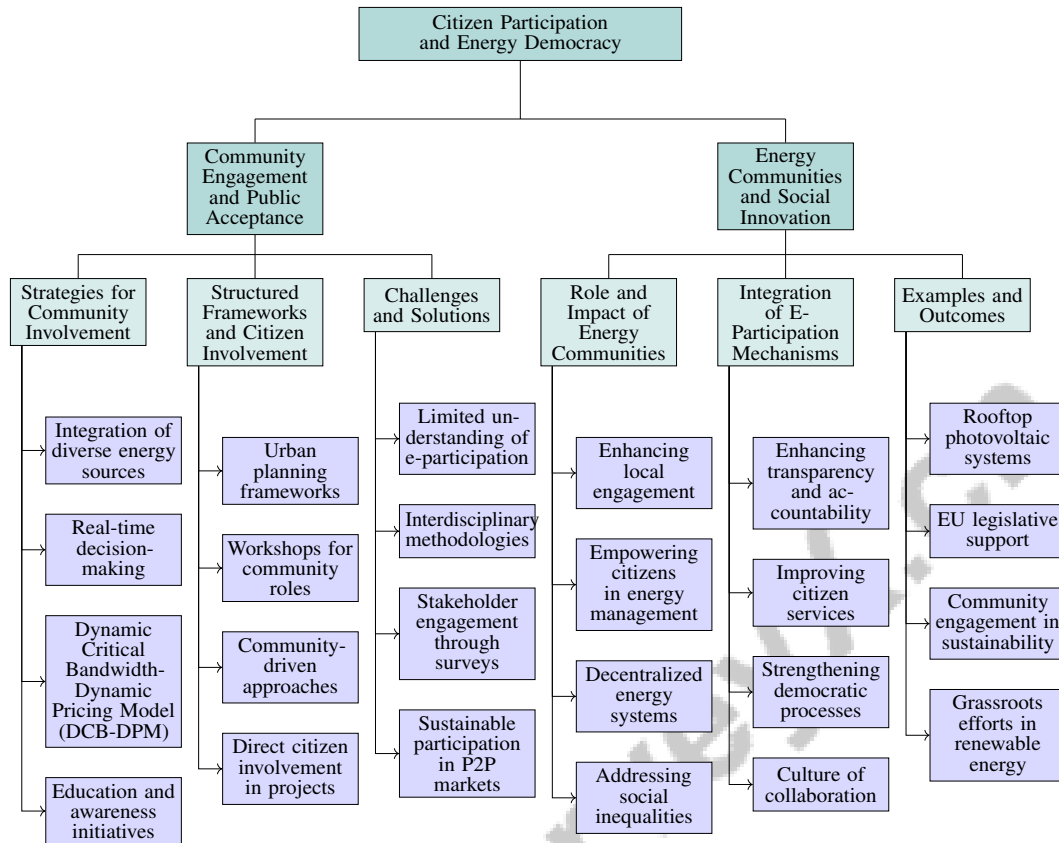 Citizen Participation
and Energy Democracy
Community
Engagement
and Public
Acceptance
Energy
Communities
and Social
Innovation
Strategies for
Community
Involvement
Structured
Frameworks
and Citizen
Involvement
Challenges
and Solutions
Role and
Impact of
Energy
Communities
Integration
of E-
Participation
Mechanisms
Examples and
Outcomes
Integration of
diverse energy
sources
Real-time
decision-
making
Dynamic
Critical
Bandwidth-
Dynamic
Pricing Model
(DCB-DPM)
Education and
awareness
initiatives
Urban
planning
frameworks
Workshops for
community
roles
Community-
driven
approaches
Direct citizen
involvement
in projects
Limited un-
derstanding of
e-participation
Interdisciplinary
methodologies
Stakeholder
engagement
through
surveys
Sustainable
participation
in P2P
markets
Enhancing
local
engagement
Empowering
citizens
in energy
management
Decentralized
energy
systems
Addressing
social
inequalities
Enhancing
transparency
and ac-
countability
Improving
citizen
services
Strengthening
democratic
processes
Culture of
collaboration
Rooftop
photovoltaic
systems
EU legislative
support
Community
engagement in
sustainability
Grassroots
efforts in
renewable
energy